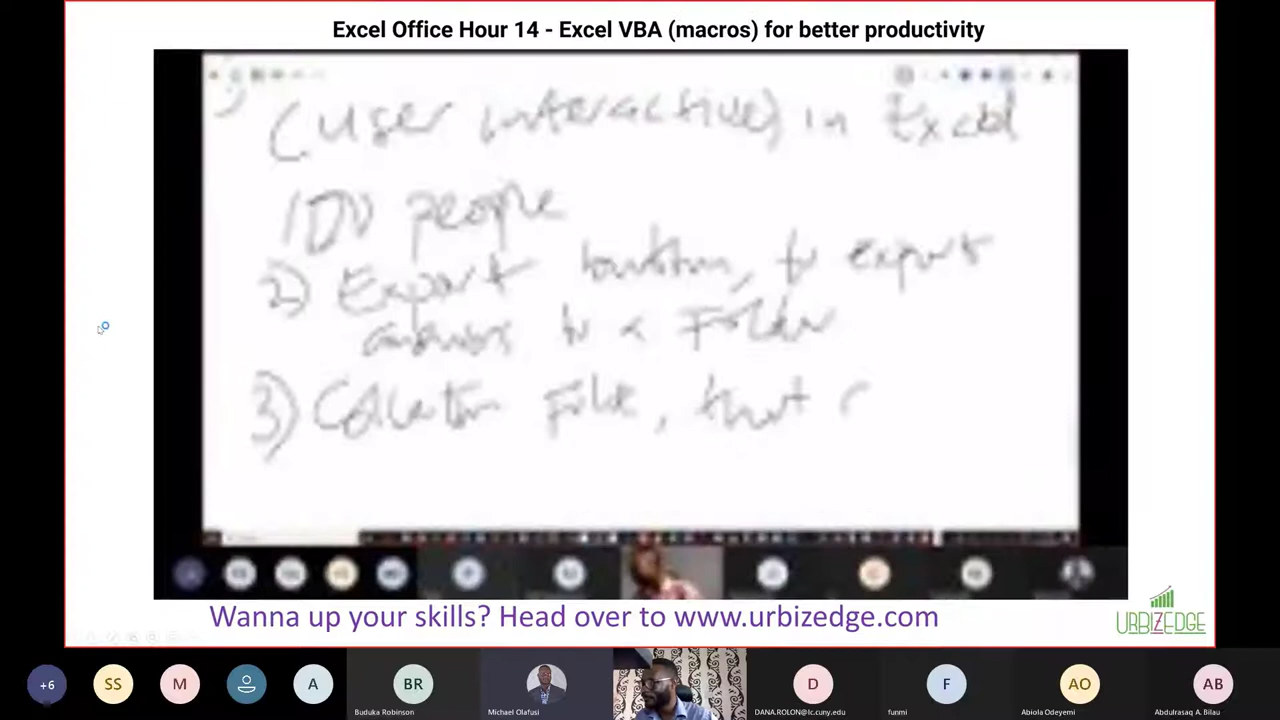 Excel Office Hour 14 - Excel VBA (macros) for better productivity
(user interactive) in Excel
100 people
2) Export button, to export
answers to a Folder
3) Collation File, that
Wanna up your skills? Head over to www.urbizedge.com
URBIZEDGE
+6
SS
M
A
BR
D
F
AO
AB
Buduka Robinson
Michael Olafusi
DANA.ROLON@lc.cuny.edu
funmi
Abiola Odeyemi
Abdulrasaq A. Bilau